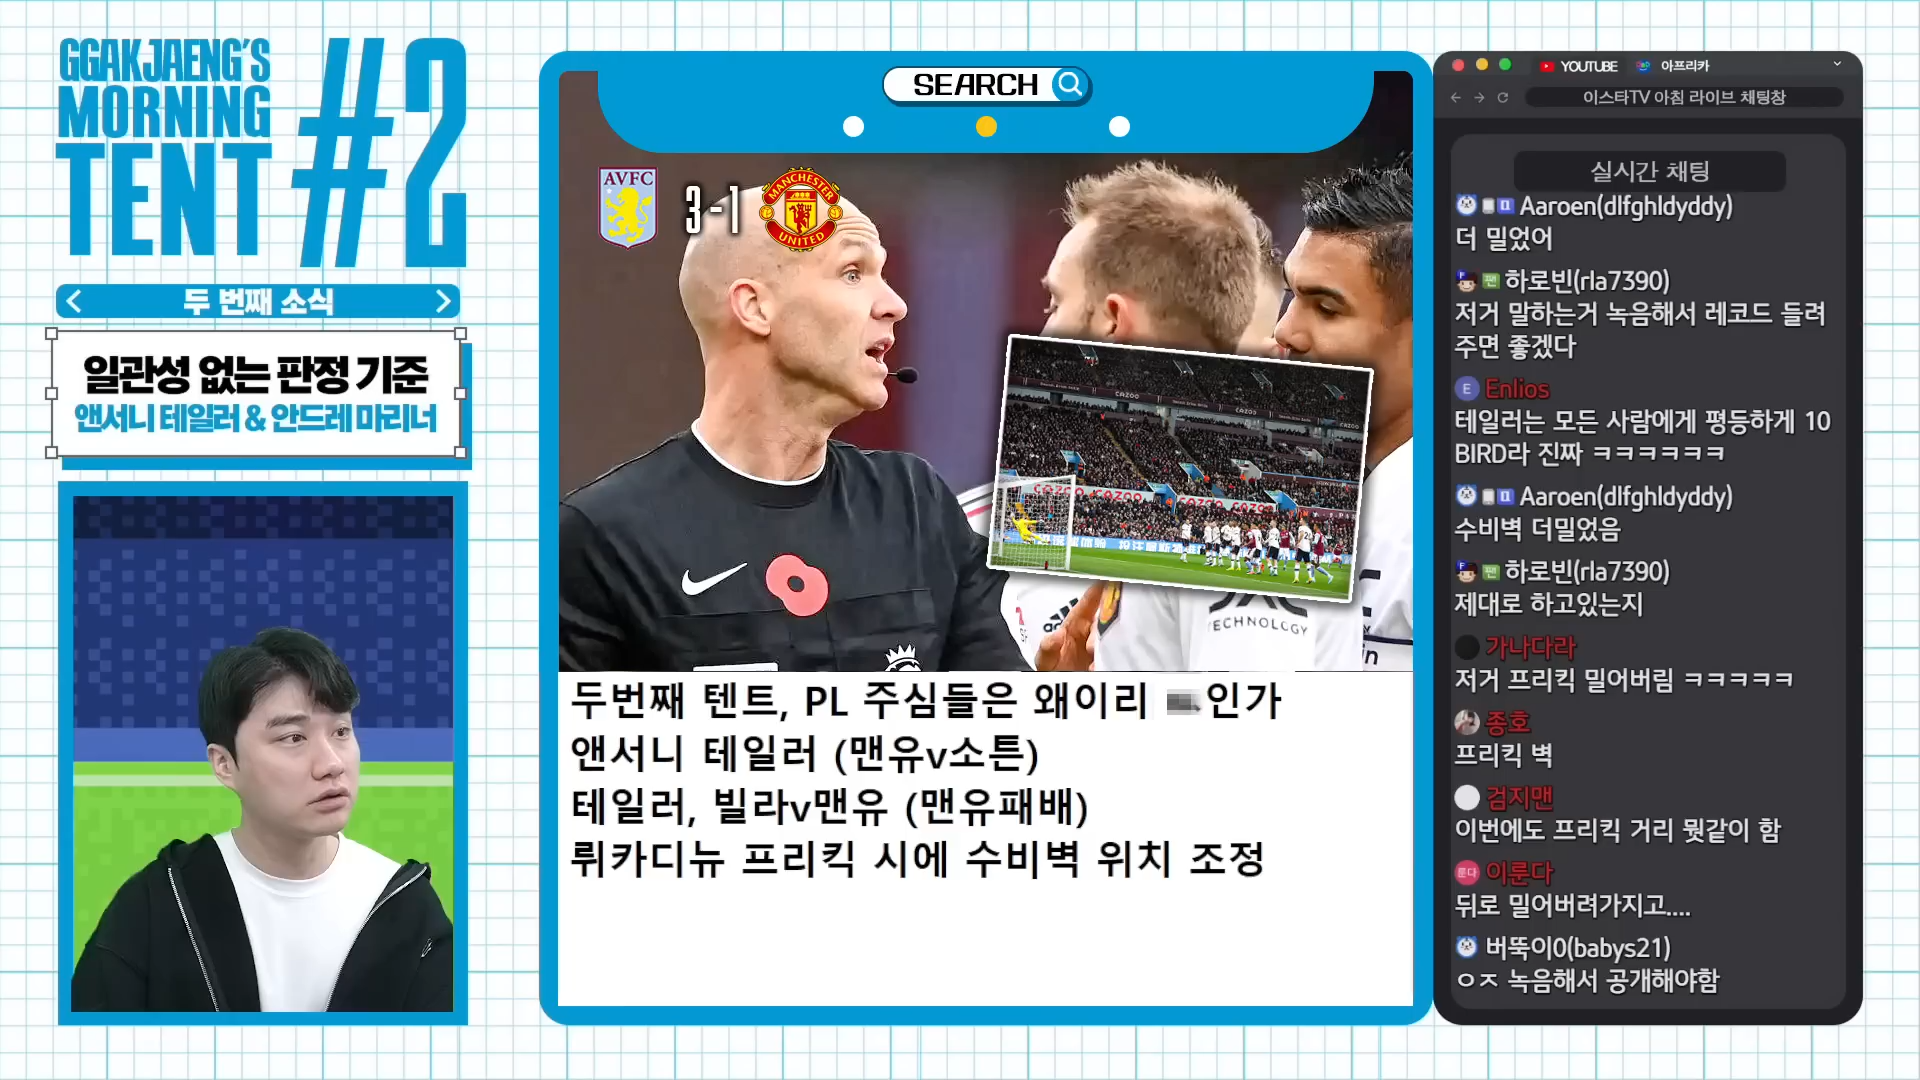 GGAKJAENG'S
MORNING
TENT
#2
두 번째 소식
일관성 없는 판정 기준
앤서니 테일러 & 안드레 마리너
SEARCH
AVFC
3-1
MANCHESTER
UNITED
CAZOO
CAZOO
CAZOO CAZOO CAZOO CAZOO
TECHNOLOGY
두번째 텐트, PL 주심들은 왜이리 인가
앤서니 테일러 (맨유v소튼)
테일러, 빌라v맨유 (맨유패배)
뤼카디뉴 프리킥 시에 수비벽 위치 조정
YOUTUBE
아프리카
이스타TV 아침 라이브 채팅창
실시간 채팅
Aaroen(dlfghldyddy)
더 밀었어
하로빈(rla7390)
저거 말하는거 녹음해서 레코드 들려
주면 좋겠다
E Enlios
테일러는 모든 사람에게 평등하게 10
BIRD라 진짜 ㅋㅋㅋㅋㅋㅋ
Aaroen(dlfghldyddy)
수비벽 더밀었음
하로빈(rla7390)
제대로 하고있는지
가나다라
저거 프리킥 밀어버림 ㅋㅋㅋㅋㅋ
종호
프리킥 벽
검지맨
이번에도 프리킥 거리 뭣같이 함
룬다 이룬다
뒤로 밀어버려가지고....
버뚝이0(babys21)
ㅇㅈ 녹음해서 공개해야함